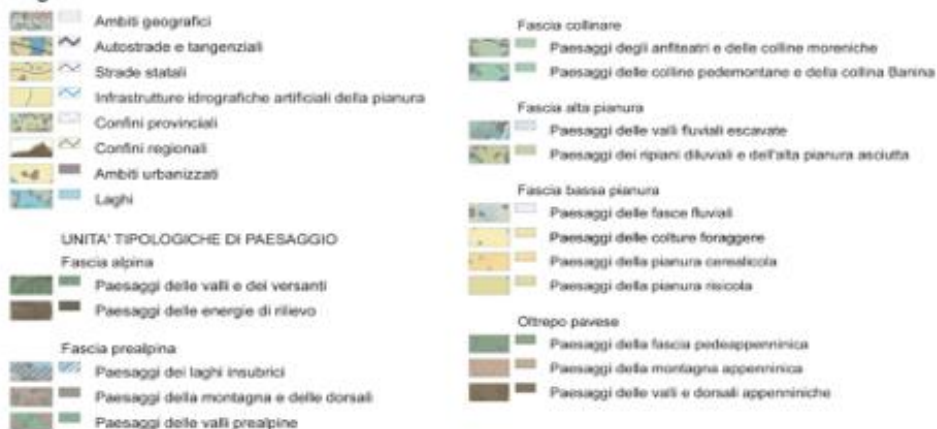 Ambiti geografici
Autostrade e tangenziali
Strade statali
Infrastrutture idrografiche artificiali della pianura
Confini provinciali
Confini regionali
Ambiti urbanizzati
Laghi
UNITA' TIPOLOGICHE DI PAESAGGIO
Fascia alpina
Paesaggi delle valli e dei versanti
Paesaggi delle energie di rilievo
Fascia prealpina
Paesaggi dei laghi insubrici
Paesaggi della montagna e delle dorsali
Paesaggi delle valli prealpine
Fascia collinare
Paesaggi degli anfiteatri e delle colline moreniche
Paesaggi delle colline pedemontane e della collina Banina
Fascia alta pianura
Paesaggi delle valli fluviali escavate
Paesaggi dei ripiani diluviali e dell'alta pianura asciutta
Fascia bassa pianura
Paesaggi delle fasce fluviali
Paesaggi delle colture foraggere
Paesaggi della pianura cerealicola
Paesaggi della pianura risicola
Oltrepo pavese
Paesaggi della fascia pedeappenninica
Paesaggi della montagna appenninica
Paesaggi delle valli e dorsali appenniniche